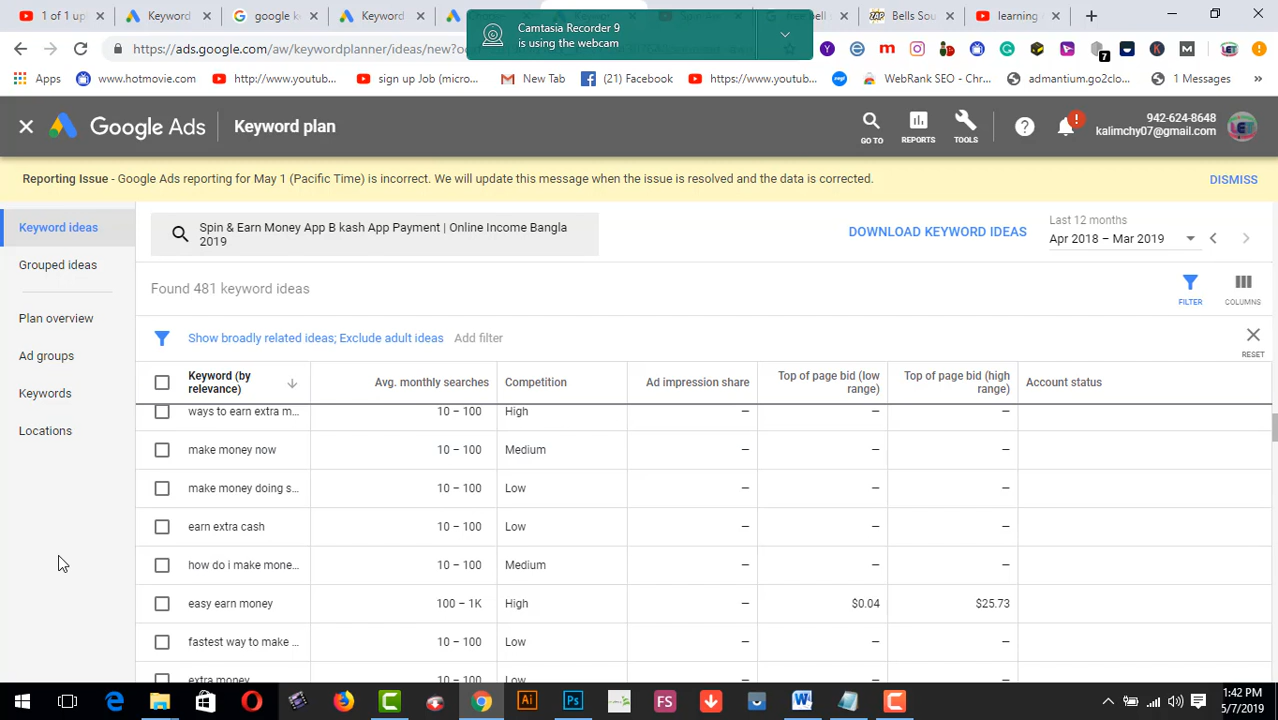 1 of 1 up
Keyword
google k
Keyword
free bell s
Bells Sou
learning
Camtasia Recorder 9
is using the webcam
https://ads.google.com/aw/keywordplanner/ideas/new?oc
Apps
www.hotmovie.com
http://www.youtub...
sign up Job (micro...
New Tab
(21) Facebook
https://www.youtub...
WebRank SEO - Chr...
admantium.go2clo...
1 Messages
»
Google Ads
Keyword plan
GO TO
REPORTS
TOOLS
942-624-8648
kalimchy07@gmail.com
Reporting Issue - Google Ads reporting for May 1 (Pacific Time) is incorrect. We will update this message when the issue is resolved and the data is corrected.
DISMISS
Keyword ideas
Grouped ideas
Plan overview
Ad groups
Keywords
Locations
Spin & Earn Money App B kash App Payment | Online Income Bangla
2019
DOWNLOAD KEYWORD IDEAS
Last 12 months
Apr 2018 – Mar 2019
Found 481 keyword ideas
FILTER
COLUMNS
Show broadly related ideas; Exclude adult ideas
Add filter
RESET
Keyword (by
relevance)
Avg. monthly searches
Competition
Ad impression share
Top of page bid (low
range)
Top of page bid (high
range)
Account status
ways to earn extra m... 10 – 100 High – – –
make money now 10 – 100 Medium – – –
make money doing s... 10 – 100 Low – – –
earn extra cash 10 – 100 Low – – –
how do i make mone... 10 – 100 Medium – – –
easy earn money 100 – 1K High – $0.04 $25.73
fastest way to make ... 10 – 100 Low – – –
extra money 10 – 100 Low – – –
1:42 PM
5/7/2019